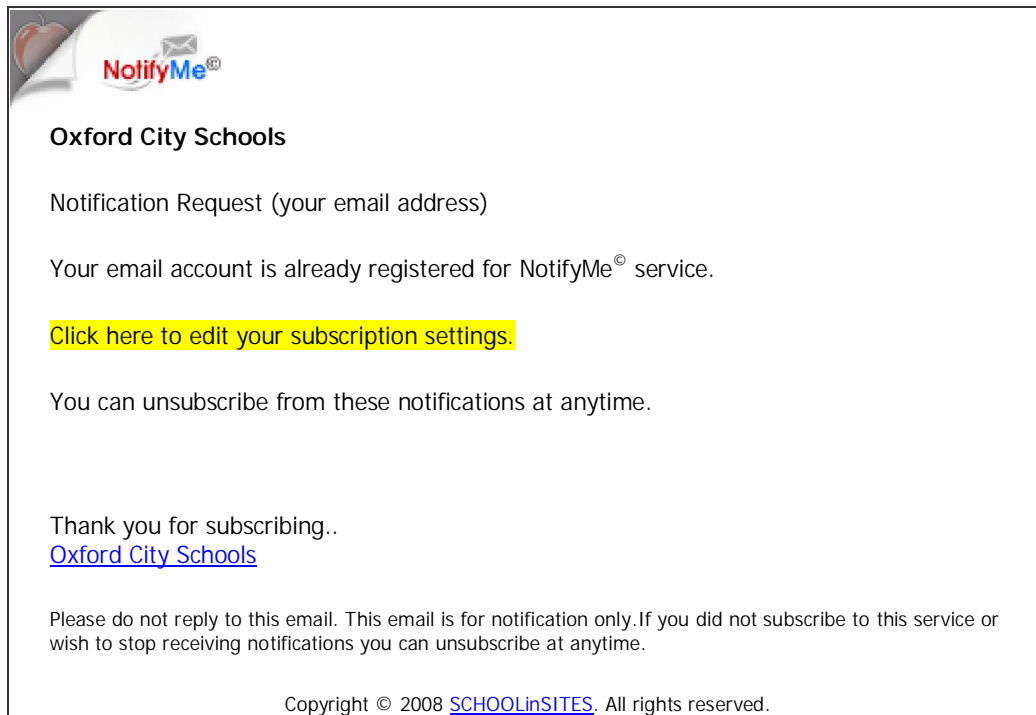 NotifyMe©
Oxford City Schools
Notification Request (your email address)
Your email account is already registered for NotifyMe© service.
Click here to edit your subscription settings.
You can unsubscribe from these notifications at anytime.
Thank you for subscribing..
Oxford City Schools
Please do not reply to this email. This email is for notification only.If you did not subscribe to this service or
wish to stop receiving notifications you can unsubscribe at anytime.
Copyright © 2008 SCHOOLinSITES. All rights reserved.